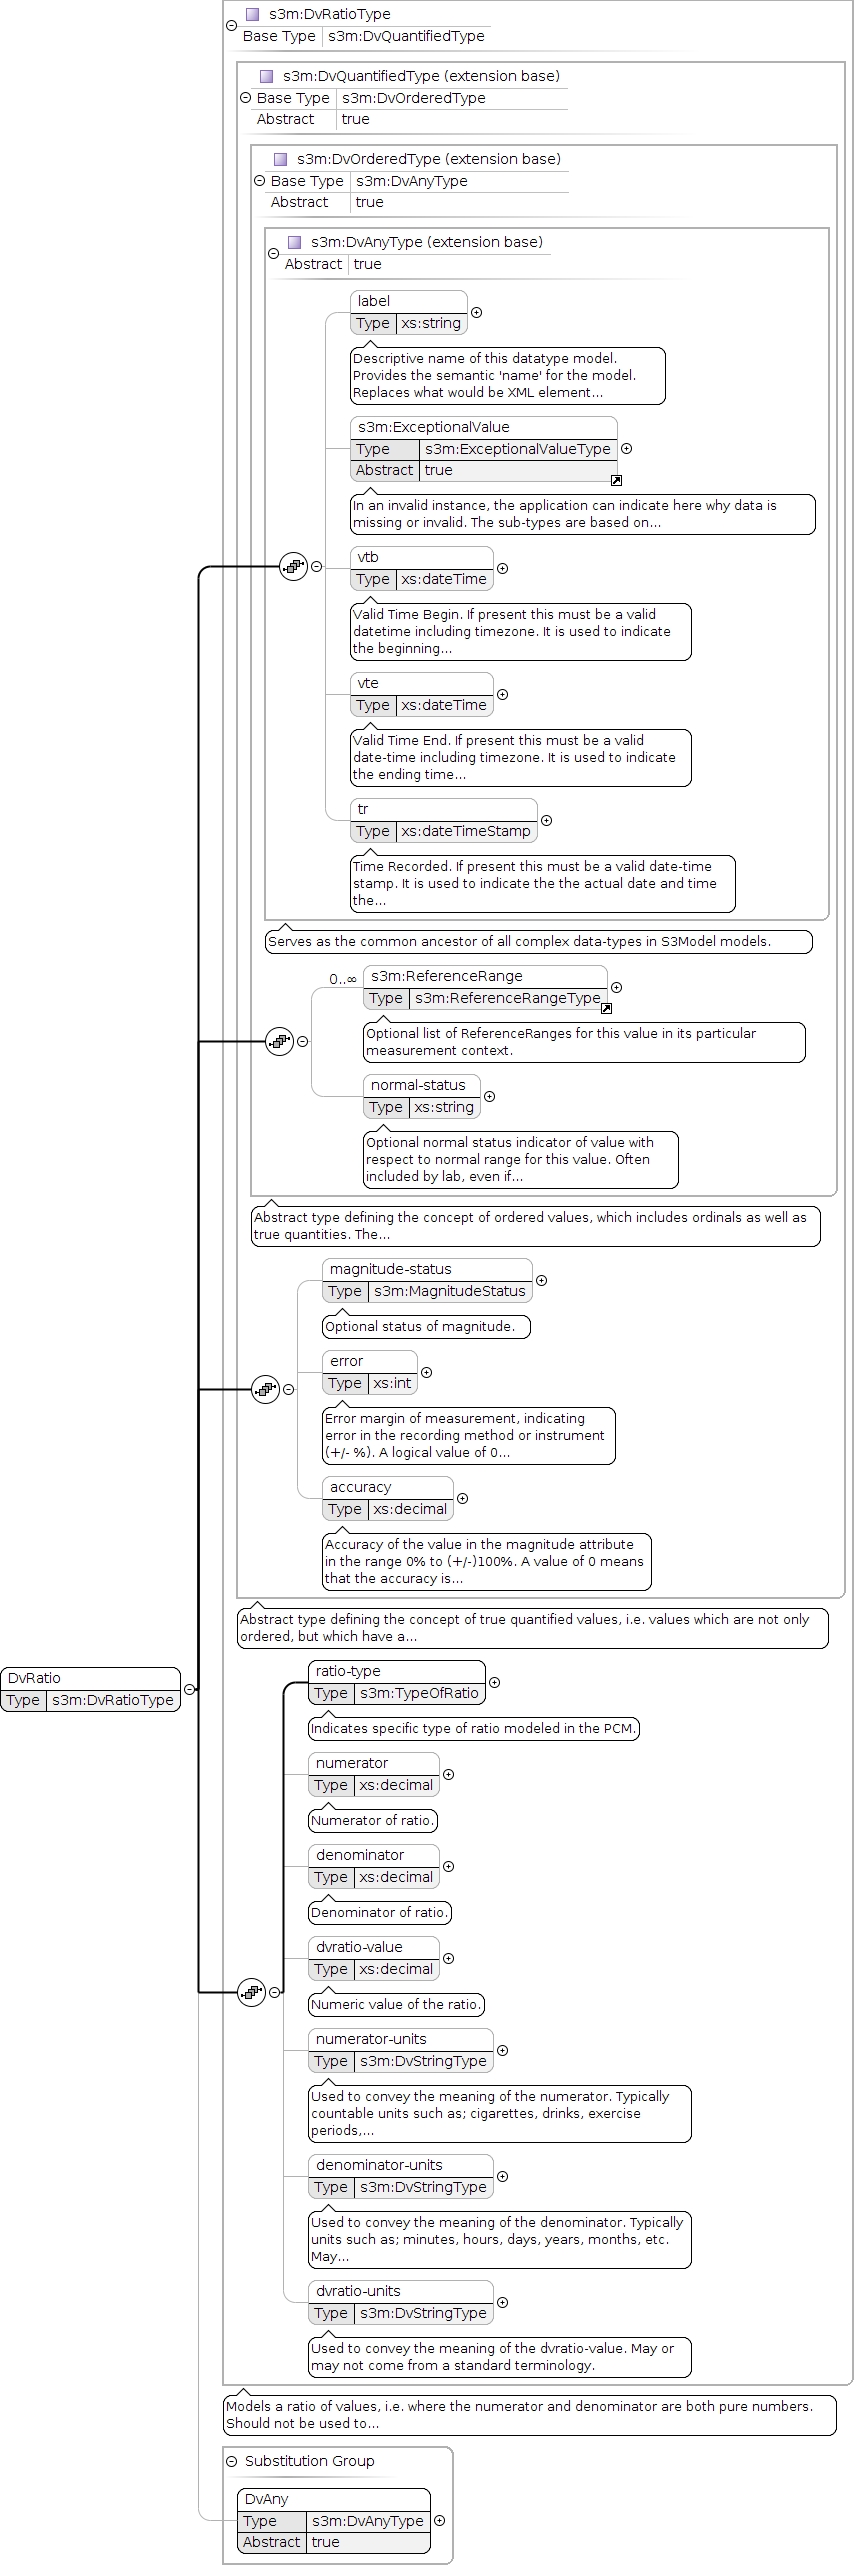 s3m:DvRatioType
Base Type s3m:DvQuantifiedType
s3m:DvQuantifiedType (extension base)
Base Type s3m:DvOrderedType
Abstract true
s3m:DvOrderedType (extension base)
Base Type s3m:DvAnyType
Abstract true
s3m:DvAnyType (extension base)
Abstract true
label
Type xs:string
Descriptive name of this datatype model.
Provides the semantic 'name' for the model.
Replaces what would be XML element...
s3m:ExceptionalValue
Type s3m:ExceptionalValueType
Abstract true
In an invalid instance, the application can indicate here why data is
missing or invalid. The sub-types are based on...
vtb
Type xs:dateTime
Valid Time Begin. If present this must be a valid
datetime including timezone. It is used to indicate
the beginning...
vte
Type xs:dateTime
Valid Time End. If present this must be a valid
date-time including timezone. It is used to indicate
the ending time...
tr
Type xs:dateTimeStamp
Time Recorded. If present this must be a valid date-time
stamp. It is used to indicate the the actual date and time
the...
Serves as the common ancestor of all complex data-types in S3Model models.
0..∞
s3m:ReferenceRange
Type s3m:ReferenceRangeType
Optional list of ReferenceRanges for this value in its particular
measurement context.
normal-status
Type xs:string
Optional normal status indicator of value with
respect to normal range for this value. Often
included by lab, even if...
Abstract type defining the concept of ordered values, which includes ordinals as well as
true quantities. The...
magnitude-status
Type s3m:MagnitudeStatus
Optional status of magnitude.
error
Type xs:int
Error margin of measurement, indicating
error in the recording method or instrument
(+/- %). A logical value of 0...
accuracy
Type xs:decimal
Accuracy of the value in the magnitude attribute
in the range 0% to (+/-)100%. A value of 0 means
that the accuracy is...
Abstract type defining the concept of true quantified values, i.e. values which are not only
ordered, but which have a...
DvRatio
Type s3m:DvRatioType
ratio-type
Type s3m:TypeOfRatio
Indicates specific type of ratio modeled in the PCM.
numerator
Type xs:decimal
Numerator of ratio.
denominator
Type xs:decimal
Denominator of ratio.
dvratio-value
Type xs:decimal
Numeric value of the ratio.
numerator-units
Type s3m:DvStringType
Used to convey the meaning of the numerator. Typically
countable units such as; cigarettes, drinks, exercise
periods,...
denominator-units
Type s3m:DvStringType
Used to convey the meaning of the denominator. Typically
units such as; minutes, hours, days, years, months, etc.
May...
dvratio-units
Type s3m:DvStringType
Used to convey the meaning of the dvratio-value. May or
may not come from a standard terminology.
Models a ratio of values, i.e. where the numerator and denominator are both pure numbers.
Should not be used to...
Substitution Group
DvAny
Type s3m:DvAnyType
Abstract true